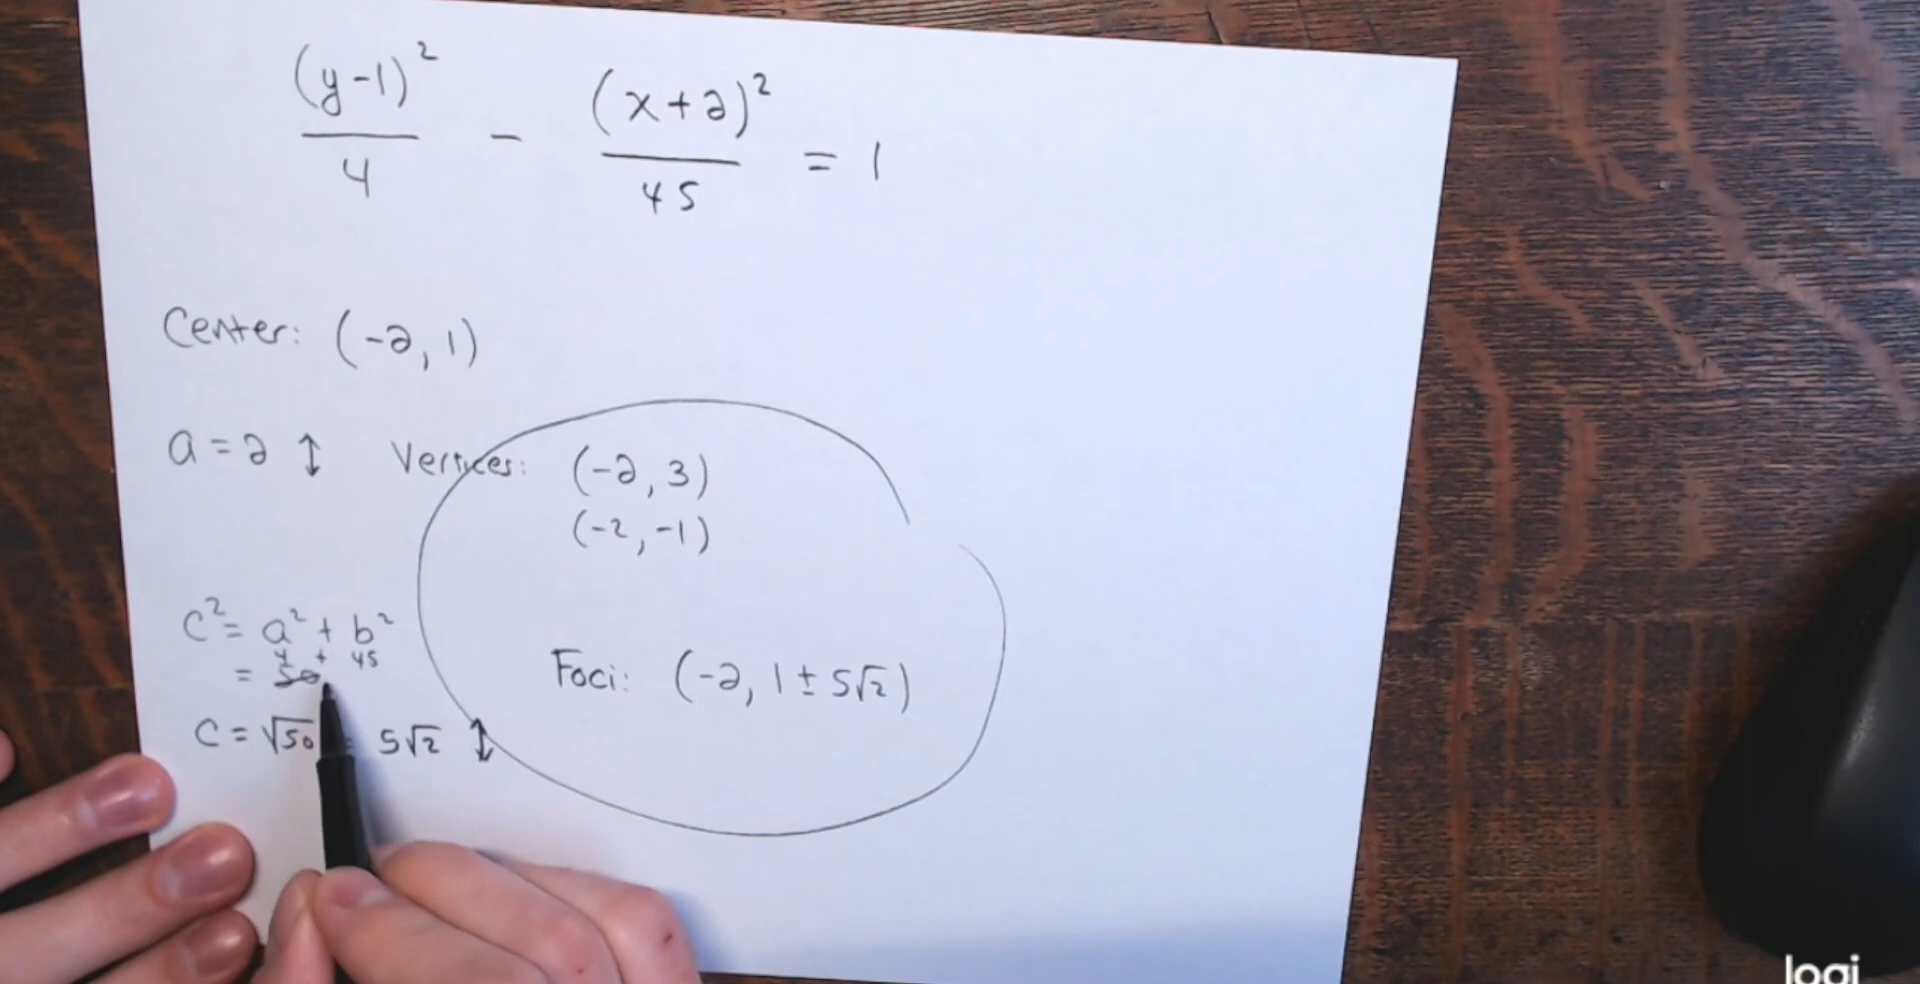 (y-1)² / 4 - (x+2)² / 45 = 1
Center: (-2, 1)
a = 2 ↕ Vertices: (-2, 3)
(-2, -1)
c² = a² + b²
4 + 45
= 50
Foci: (-2, 1 ± 5√2)
c = √50 = 5√2 ↕
logi